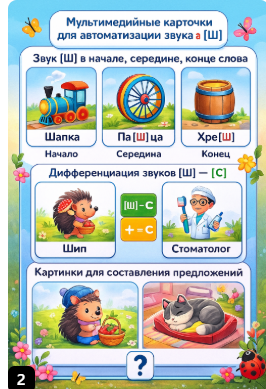 Мультимедийные карточки
для автоматизации звука а [Ш]
Звук [Ш] в начале, середине, конце слова
Шапка
Па[Ш]ца
Хре[Ш]
Начало
Середина
Конец
Дифференциация звуков [Ш] — [С]
[Ш]-С
+=С
Шип
Стоматолог
Картинки для составления предложений
?
2